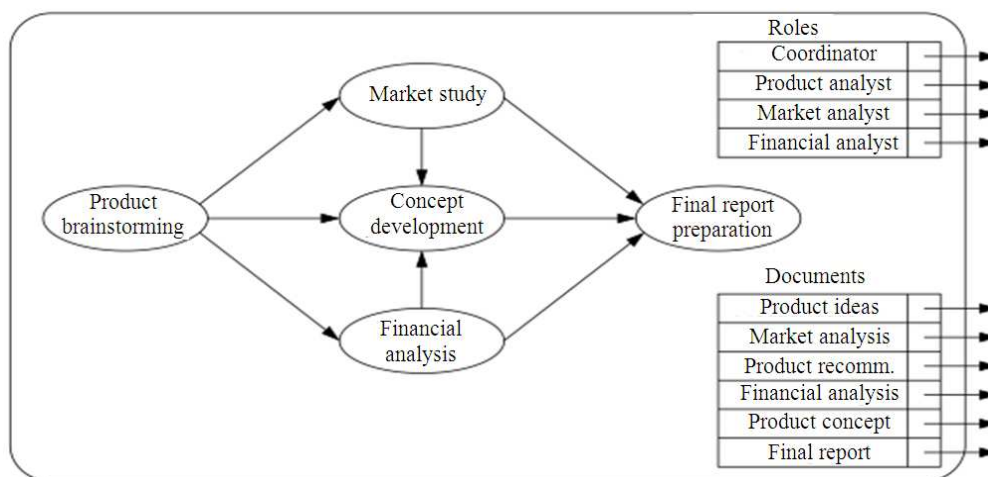 Market study
Product
brainstorming
Concept
development
Final report
preparation
Financial
analysis
Roles
Coordinator
Product analyst
Market analyst
Financial analyst
Documents
Product ideas
Market analysis
Product recomm.
Financial analysis
Product concept
Final report